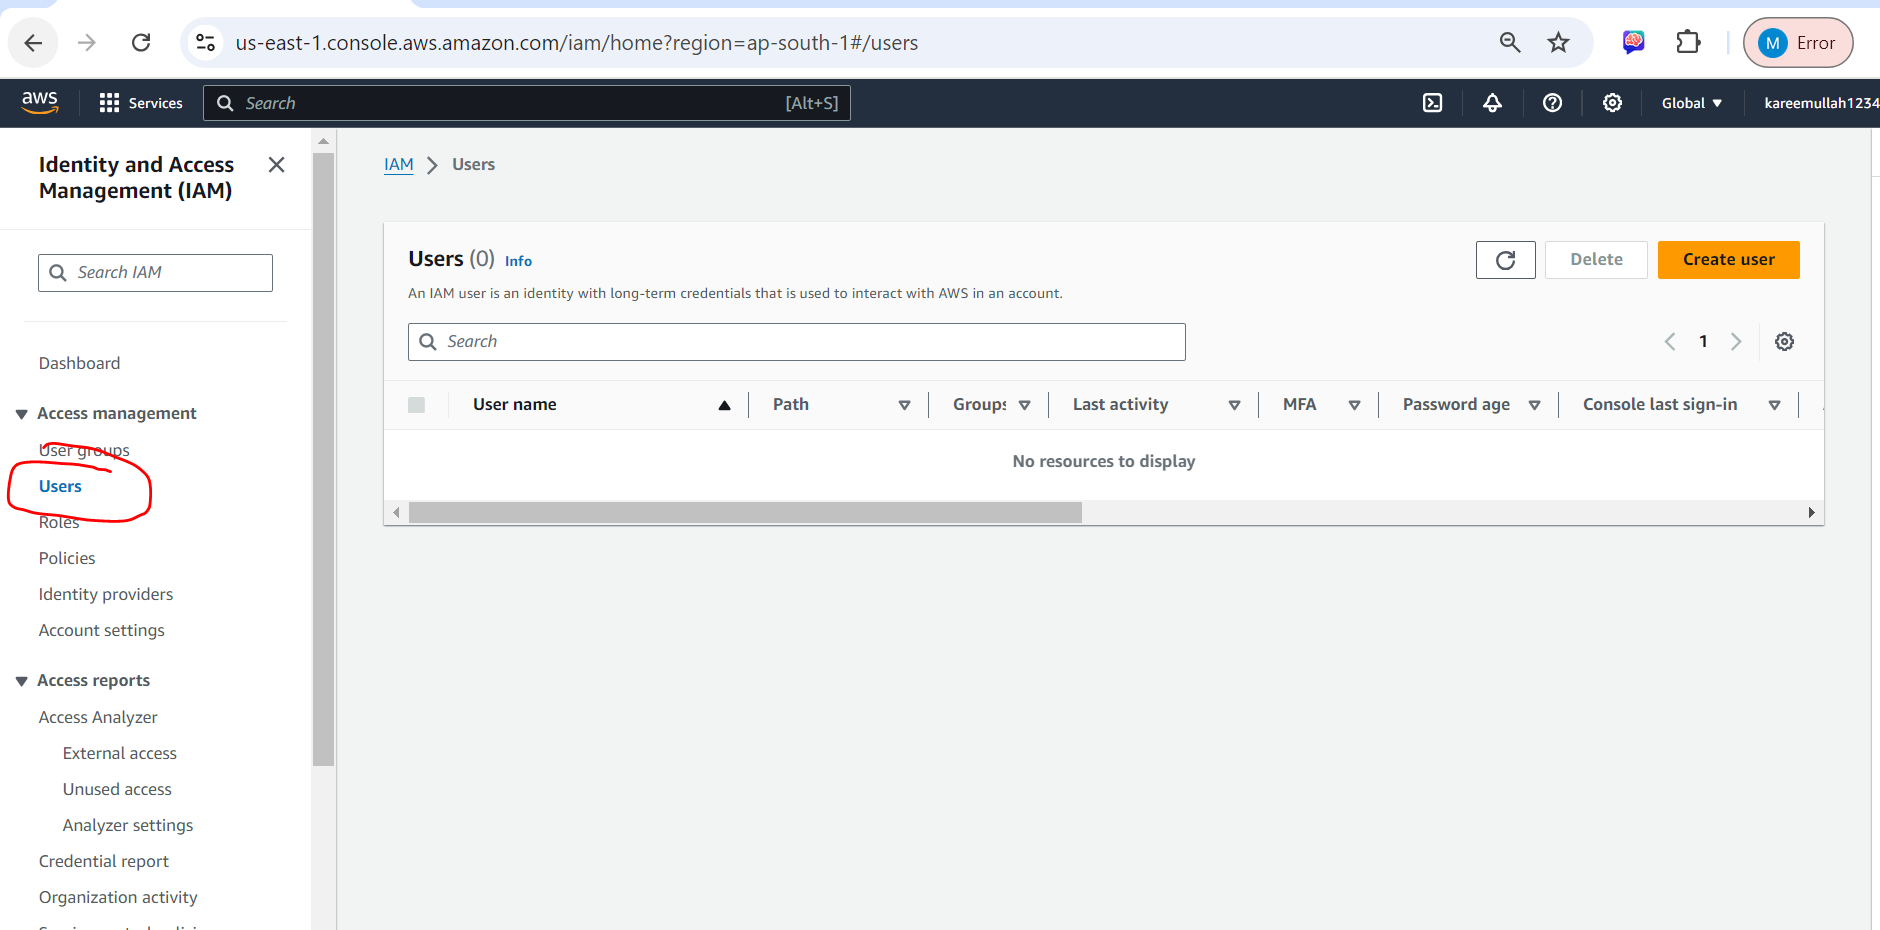 us-east-1.console.aws.amazon.com/iam/home?region=ap-south-1#/users
M Error
aws Services Search [Alt+S] Global kareemullah1234
Identity and Access
Management (IAM)
Search IAM
Dashboard
Access management
User groups
Users
Roles
Policies
Identity providers
Account settings
Access reports
Access Analyzer
External access
Unused access
Analyzer settings
Credential report
Organization activity
IAM > Users
Users (0) Info
Delete
Create user
An IAM user is an identity with long-term credentials that is used to interact with AWS in an account.
Search
1
User name Path Groups Last activity MFA Password age Console last sign-in
No resources to display